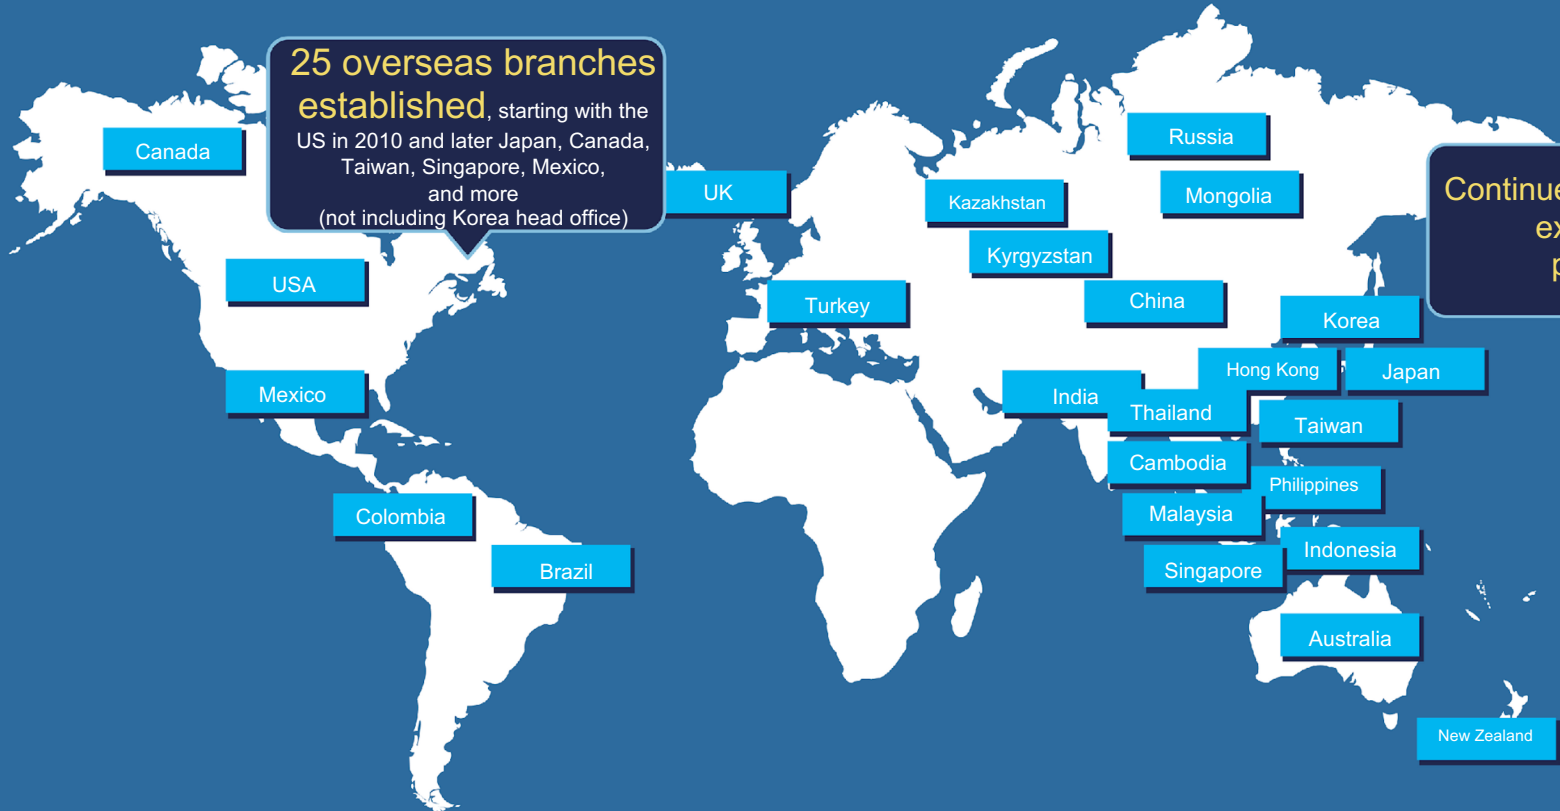 25 overseas branches
established, starting with the
US in 2010 and later Japan, Canada,
Taiwan, Singapore, Mexico,
and more
(not including Korea head office)
Canada
Russia
UK
Kazakhstan
Mongolia
Continue
ex
p
Kyrgyzstan
USA
Turkey
China
Korea
Mexico
India
Hong Kong
Japan
Thailand
Taiwan
Cambodia
Philippines
Colombia
Malaysia
Brazil
Singapore
Indonesia
Australia
New Zealand